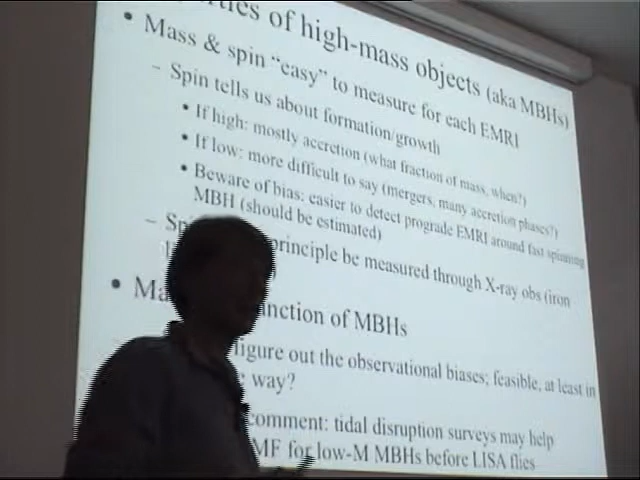 of high-mass objects (aka MBHs)
• Mass & spin “easy” to measure for each EMRI
– Spin tells us about formation/growth
• If high: mostly accretion (what fraction of mass, when?)
• If low: more difficult to say (mergers, many accretion phases?)
• Beware of bias: easier to detect prograde EMRI around fast spinning
MBH (should be estimated)
– principle be measured through X-ray obs (iron
• of MBHs
figure out the observational biases; feasible, at least in
way?
comment: tidal disruption surveys may help
MF for low-M MBHs before LISA flies